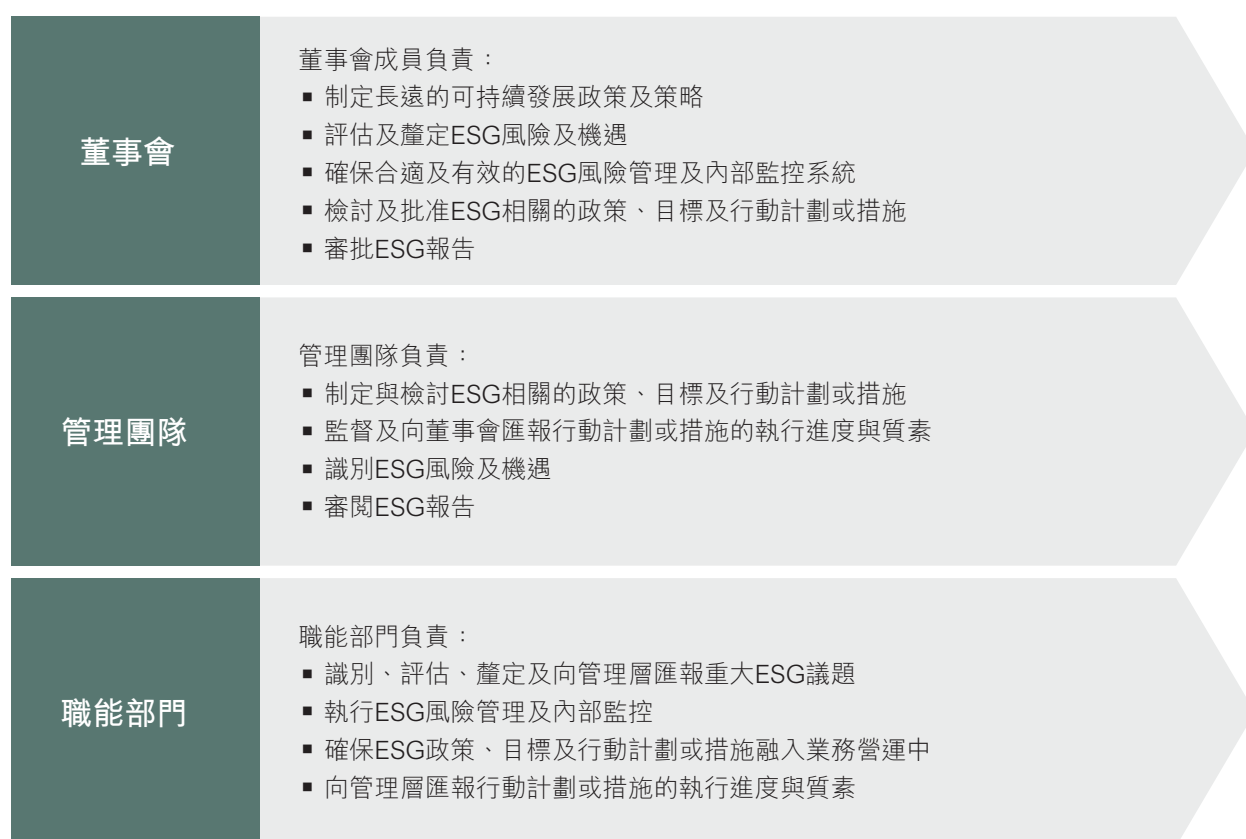 董事會
董事會成員負責：
▪ 制定長遠的可持續發展政策及策略
▪ 評估及釐定ESG風險及機遇
▪ 確保合適及有效的ESG風險管理及內部監控系統
▪ 檢討及批准ESG相關的政策、目標及行動計劃或措施
▪ 審批ESG報告
管理團隊
管理團隊負責：
▪ 制定與檢討ESG相關的政策、目標及行動計劃或措施
▪ 監督及向董事會匯報行動計劃或措施的執行進度與質素
▪ 識別ESG風險及機遇
▪ 審閱ESG報告
職能部門
職能部門負責：
▪ 識別、評估、釐定及向管理層匯報重大ESG議題
▪ 執行ESG風險管理及內部監控
▪ 確保ESG政策、目標及行動計劃或措施融入業務營運中
▪ 向管理層匯報行動計劃或措施的執行進度與質素